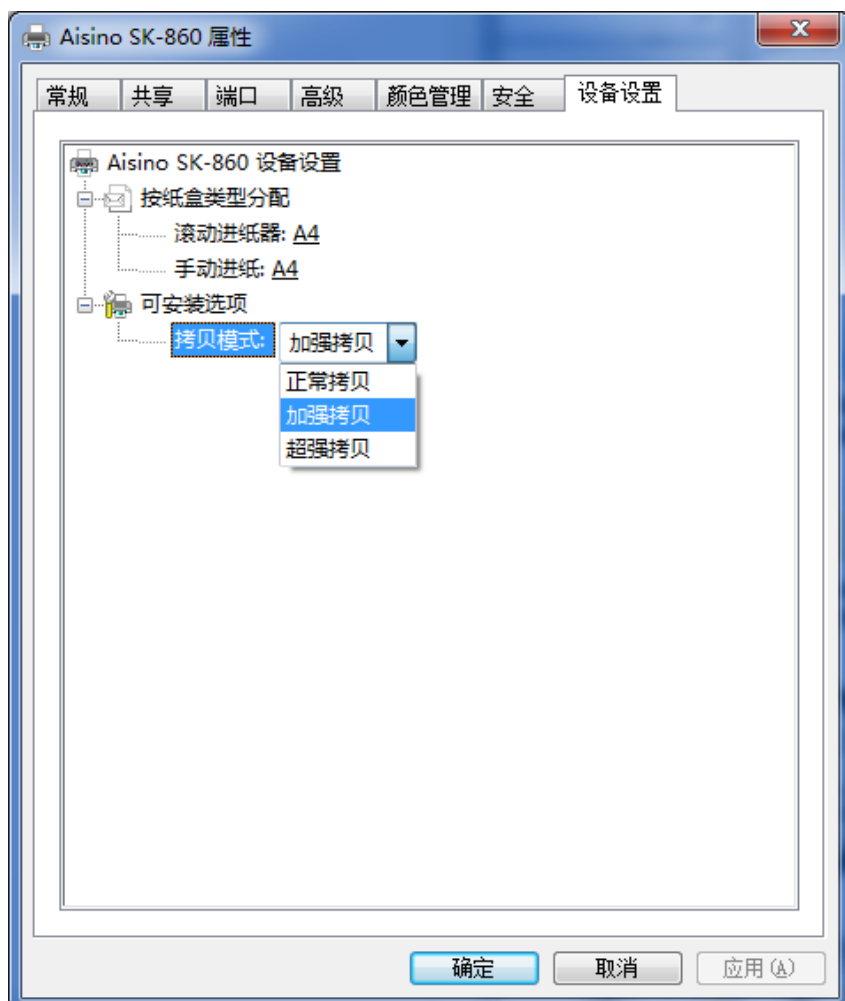 Aisino SK-860 属性
常规 共享 端口 高级 颜色管理 安全 设备设置
Aisino SK-860 设备设置
按纸盒类型分配
滚动进纸器: A4
手动进纸: A4
可安装选项
拷贝模式: 加强拷贝
正常拷贝
加强拷贝
超强拷贝
确定 取消 应用(A)